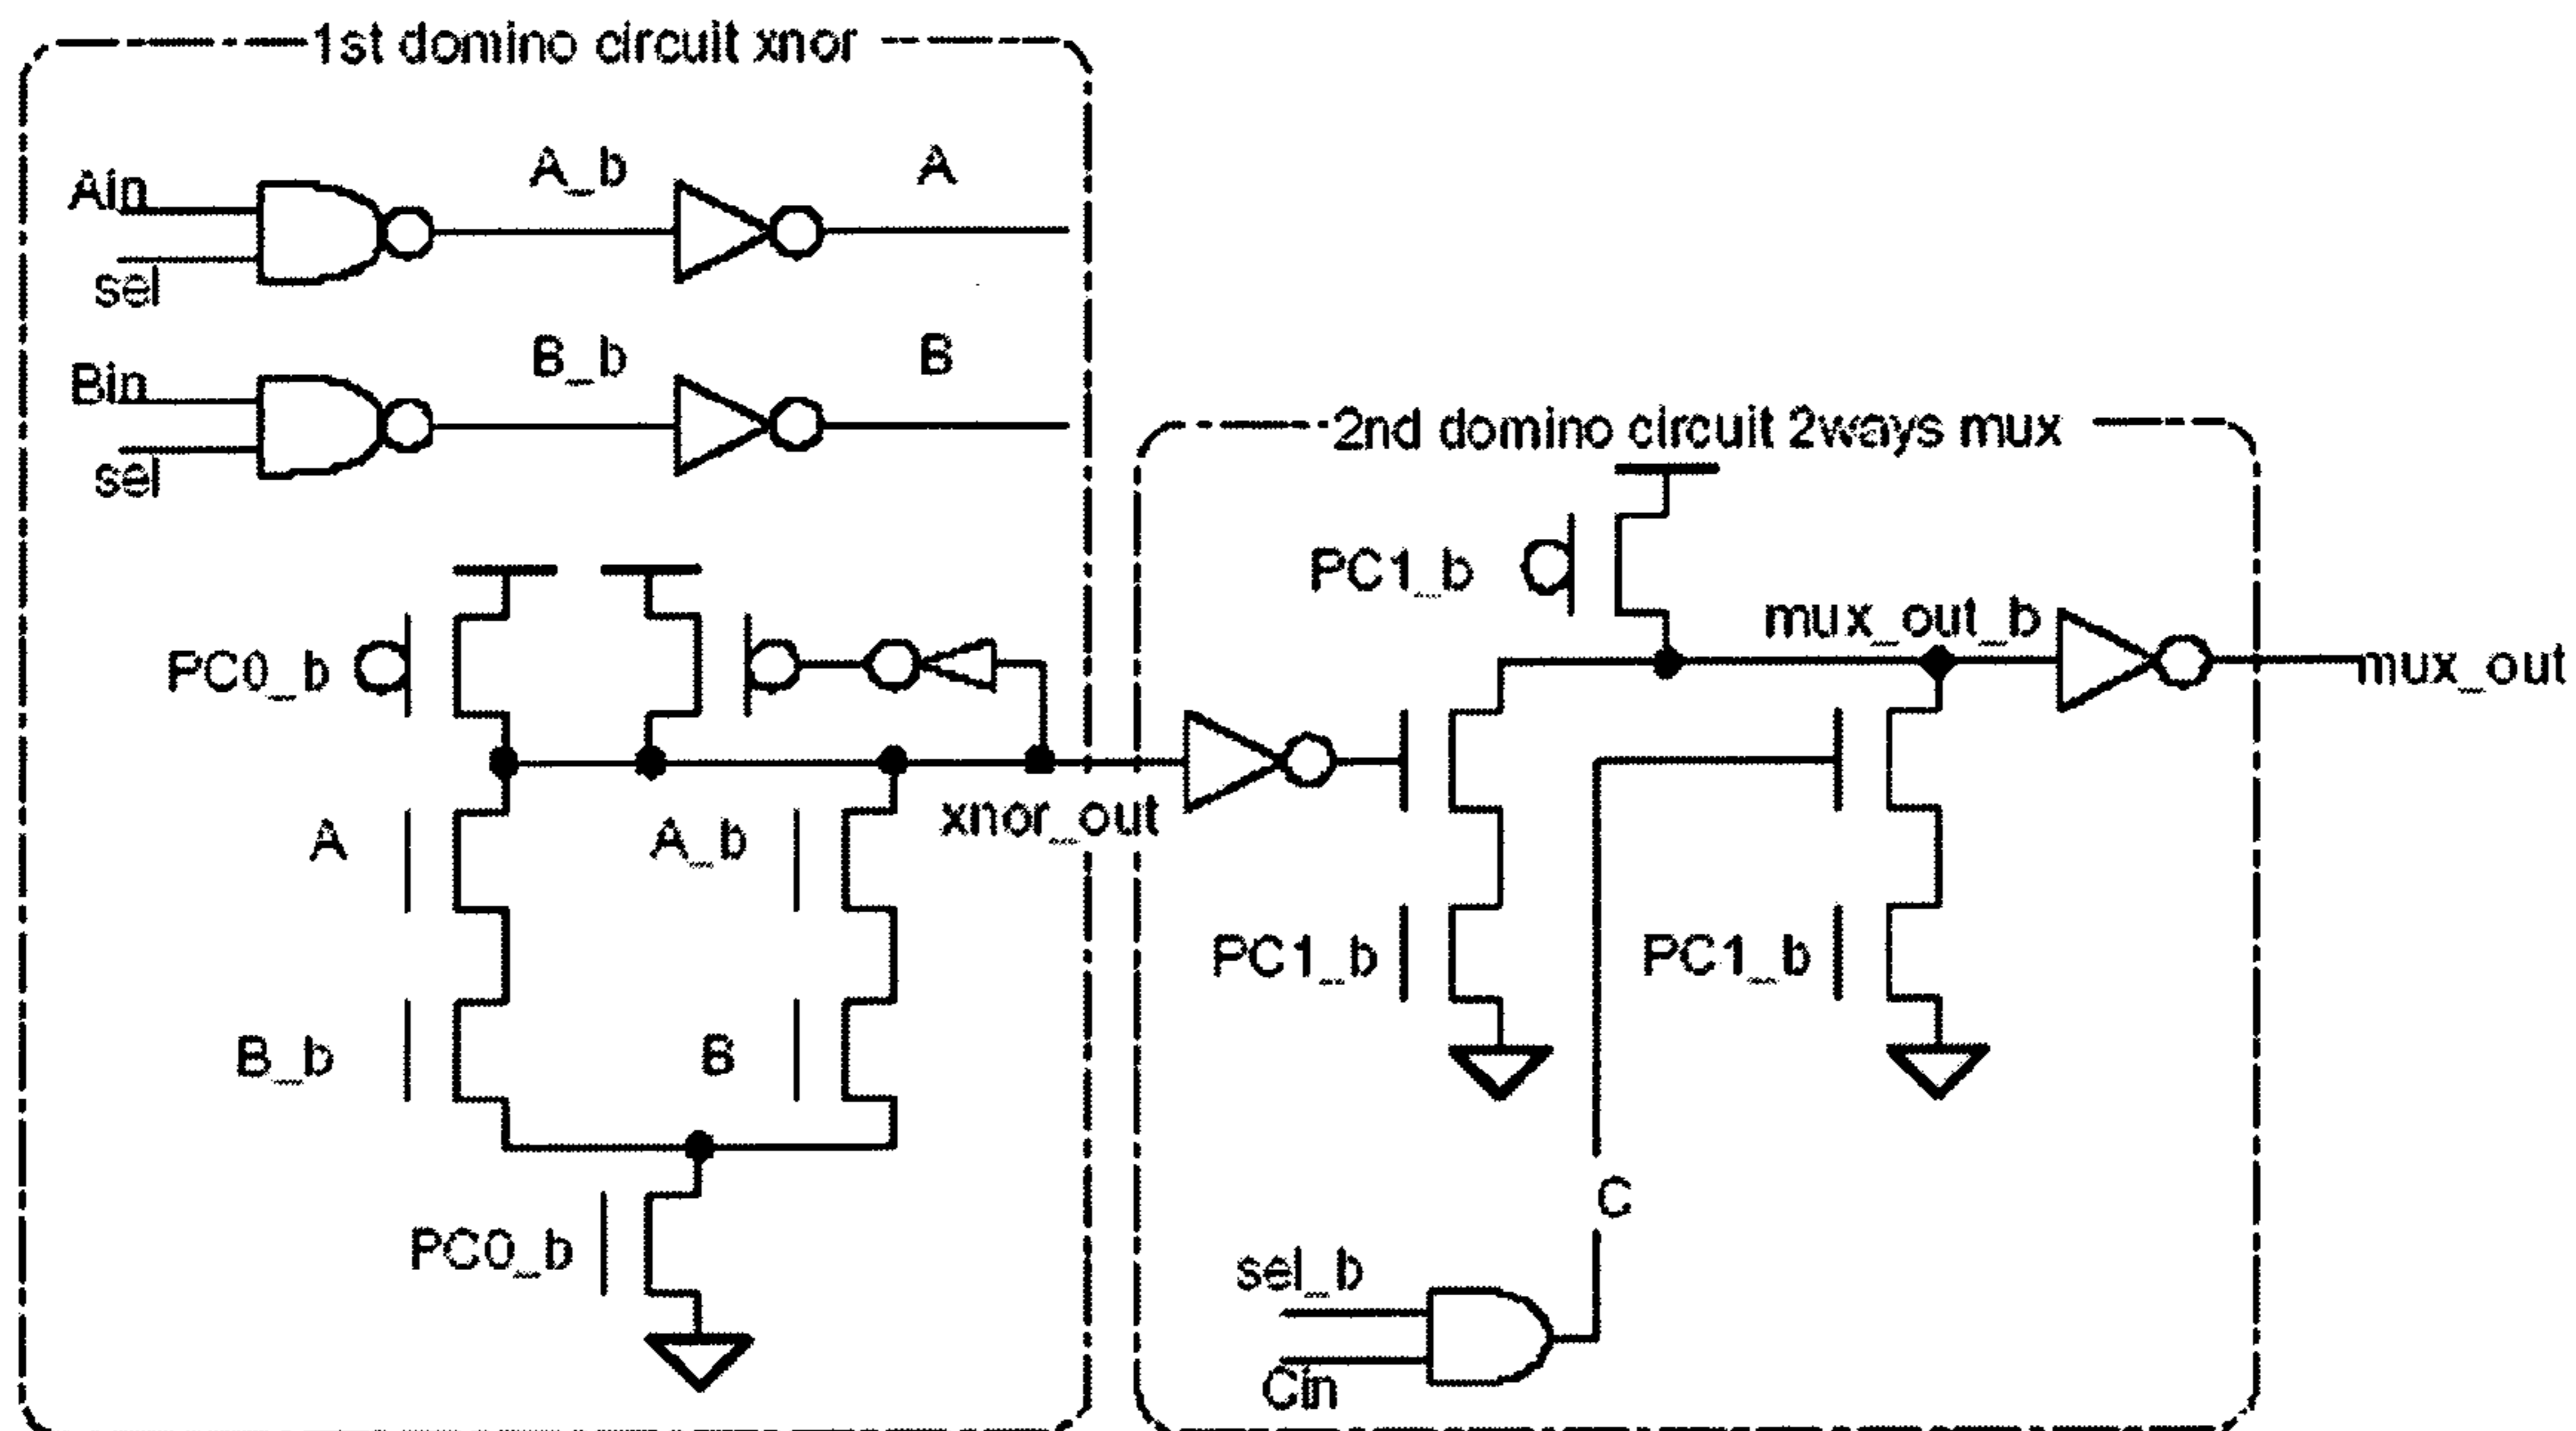 1st domino circuit xnor
Ain
A_b
A
sel
Bin
B_b
B
sel
2nd domino circuit 2ways mux
PC0_b
PC1_b
mux_out_b
mux_out
A
A_b
xnor_out
B_b
B
PC1_b
PC1_b
PC0_b
C
sel_b
Cin